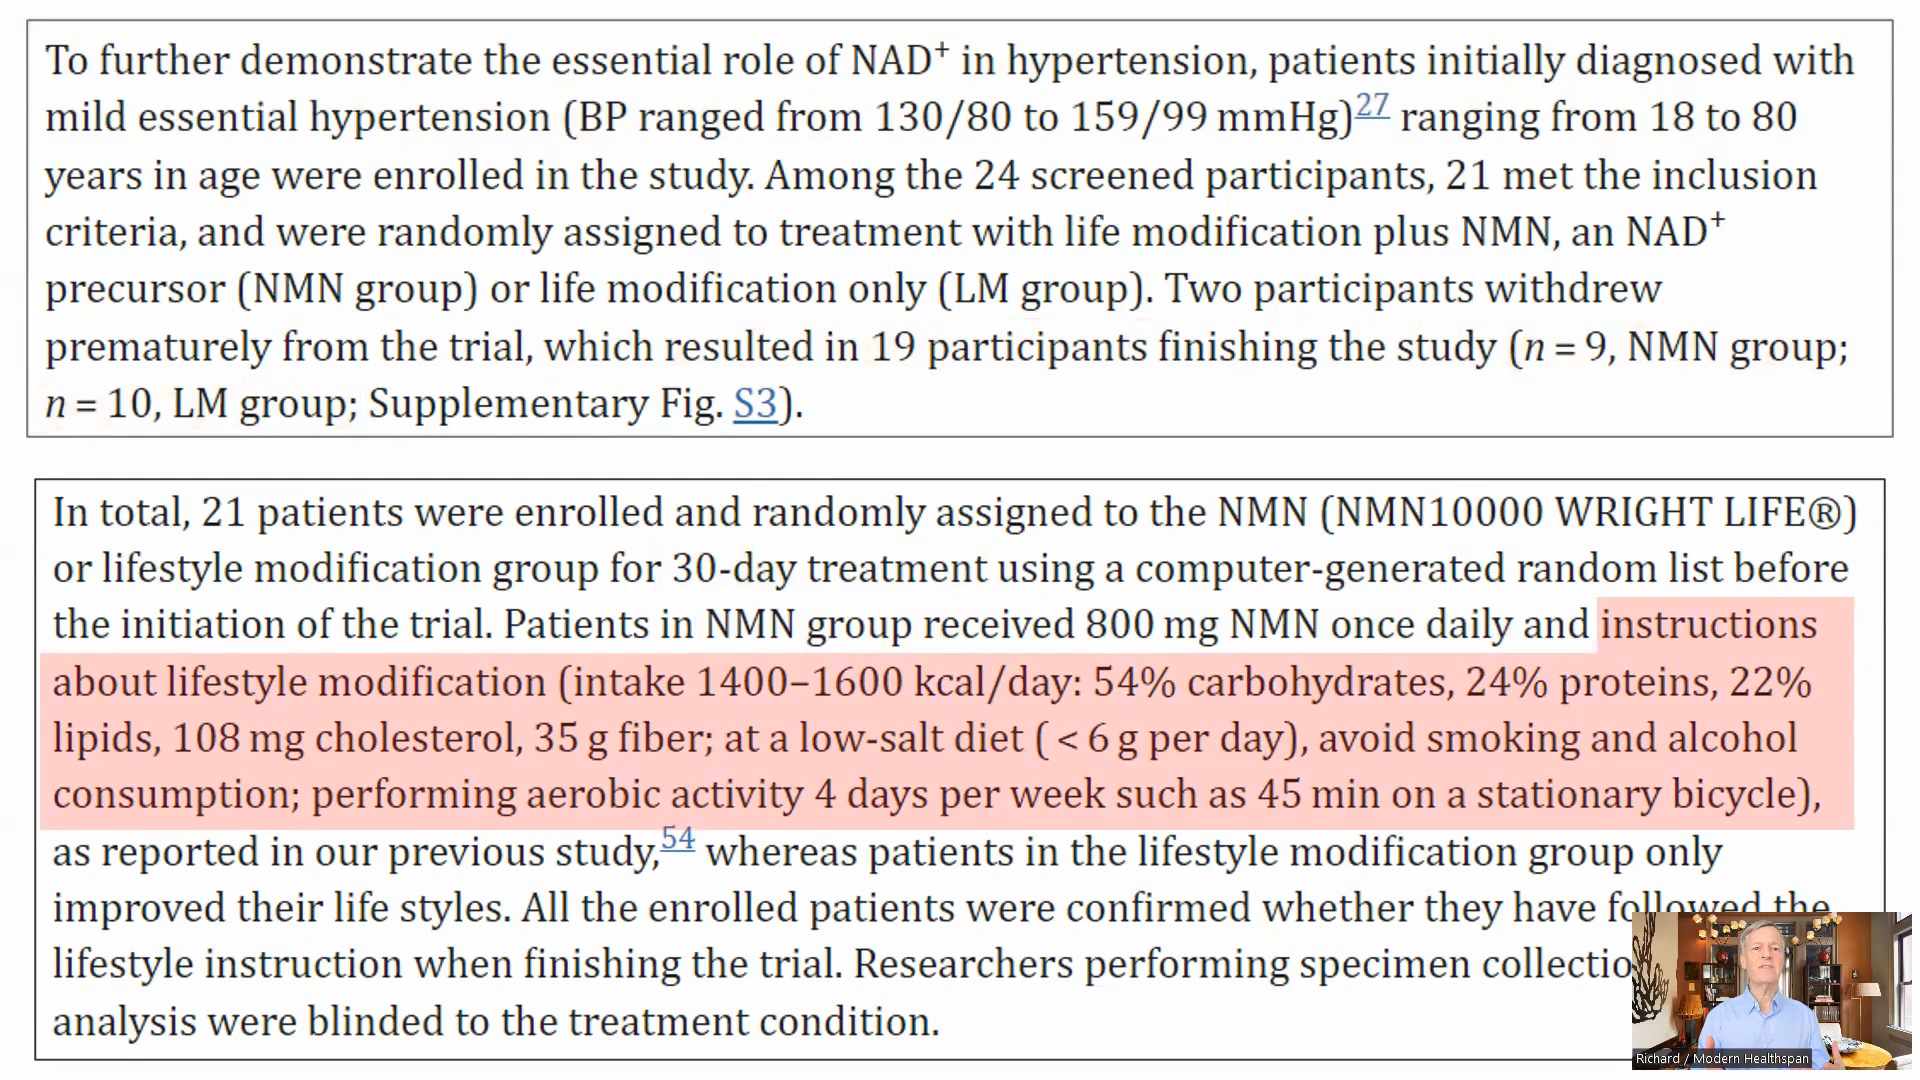 To further demonstrate the essential role of NAD+ in hypertension, patients initially diagnosed with
mild essential hypertension (BP ranged from 130/80 to 159/99 mmHg)27 ranging from 18 to 80
years in age were enrolled in the study. Among the 24 screened participants, 21 met the inclusion
criteria, and were randomly assigned to treatment with life modification plus NMN, an NAD+
precursor (NMN group) or life modification only (LM group). Two participants withdrew
prematurely from the trial, which resulted in 19 participants finishing the study (n = 9, NMN group;
n = 10, LM group; Supplementary Fig. S3).
In total, 21 patients were enrolled and randomly assigned to the NMN (NMN10000 WRIGHT LIFE®)
or lifestyle modification group for 30-day treatment using a computer-generated random list before
the initiation of the trial. Patients in NMN group received 800 mg NMN once daily and instructions
about lifestyle modification (intake 1400–1600 kcal/day: 54% carbohydrates, 24% proteins, 22%
lipids, 108 mg cholesterol, 35 g fiber; at a low-salt diet ( < 6 g per day), avoid smoking and alcohol
consumption; performing aerobic activity 4 days per week such as 45 min on a stationary bicycle),
as reported in our previous study,54 whereas patients in the lifestyle modification group only
improved their life styles. All the enrolled patients were confirmed whether they have followed the
lifestyle instruction when finishing the trial. Researchers performing specimen
analysis were blinded to the treatment condition.
Richard / Modern Healthspan